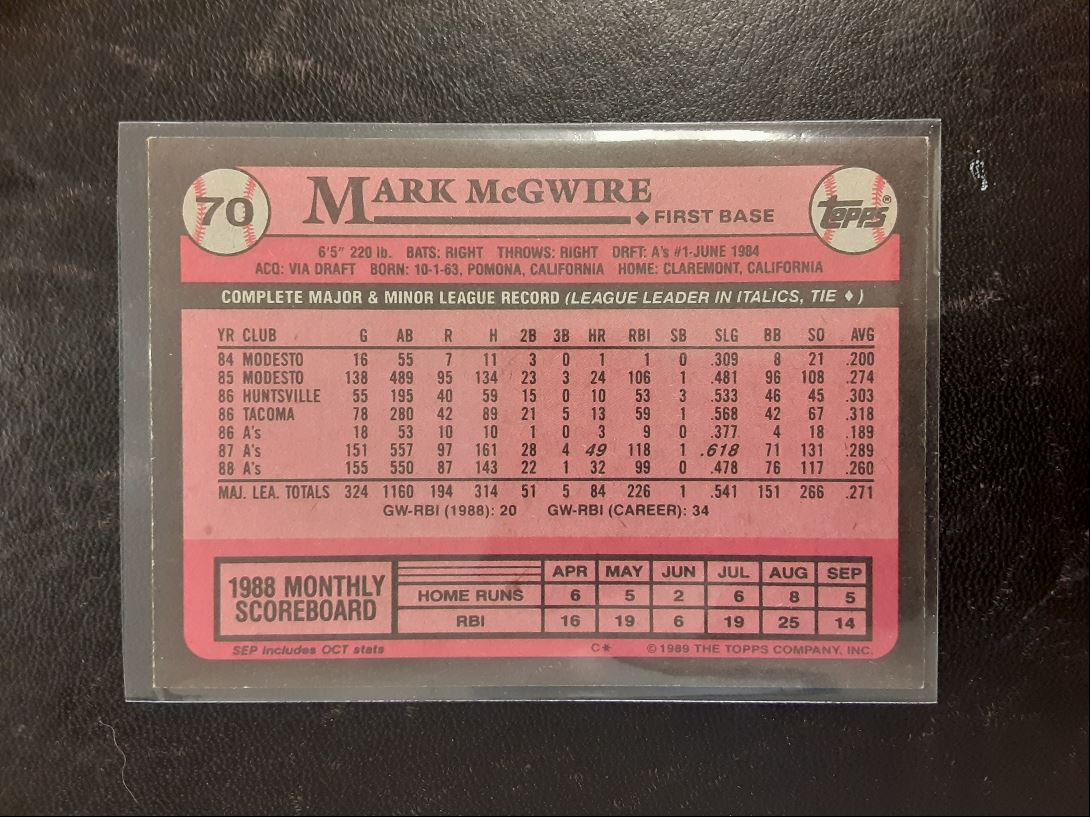 70
MARK McGWIRE
♦ FIRST BASE
TOPPS®
6'5" 220 lb. BATS: RIGHT THROWS: RIGHT DRFT: A's #1-JUNE 1984
ACQ: VIA DRAFT BORN: 10-1-63, POMONA, CALIFORNIA HOME: CLAREMONT, CALIFORNIA
COMPLETE MAJOR & MINOR LEAGUE RECORD (LEAGUE LEADER IN ITALICS, TIE ♦ )
YR CLUB G AB R H 2B 3B HR RBI SB SLG BB SO AVG
84 MODESTO 16 55 7 11 3 0 1 1 0 .309 8 21 .200
85 MODESTO 138 489 95 134 23 3 24 106 1 .481 96 108 .274
86 HUNTSVILLE 55 195 40 59 15 0 10 53 3 .533 46 45 .303
86 TACOMA 78 280 42 89 21 5 13 59 1 .568 42 67 .318
86 A's 18 53 10 10 1 0 3 9 0 .377 4 18 .189
87 A's 151 557 97 161 28 4 49 118 1 .618 71 131 .289
88 A's 155 550 87 143 22 1 32 99 0 .478 76 117 .260
MAJ. LEA. TOTALS 324 1160 194 314 51 5 84 226 1 .541 151 266 .271
GW-RBI (1988): 20 GW-RBI (CAREER): 34
1988 MONTHLY
SCOREBOARD
APR MAY JUN JUL AUG SEP
HOME RUNS 6 5 2 6 8 5
RBI 16 19 6 19 25 14
SEP includes OCT stats C* © 1989 THE TOPPS COMPANY, INC.